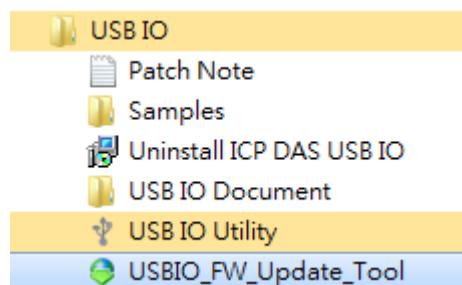 USB IO
Patch Note
Samples
Uninstall ICP DAS USB IO
USB IO Document
USB IO Utility
USBIO_FW_Update_Tool